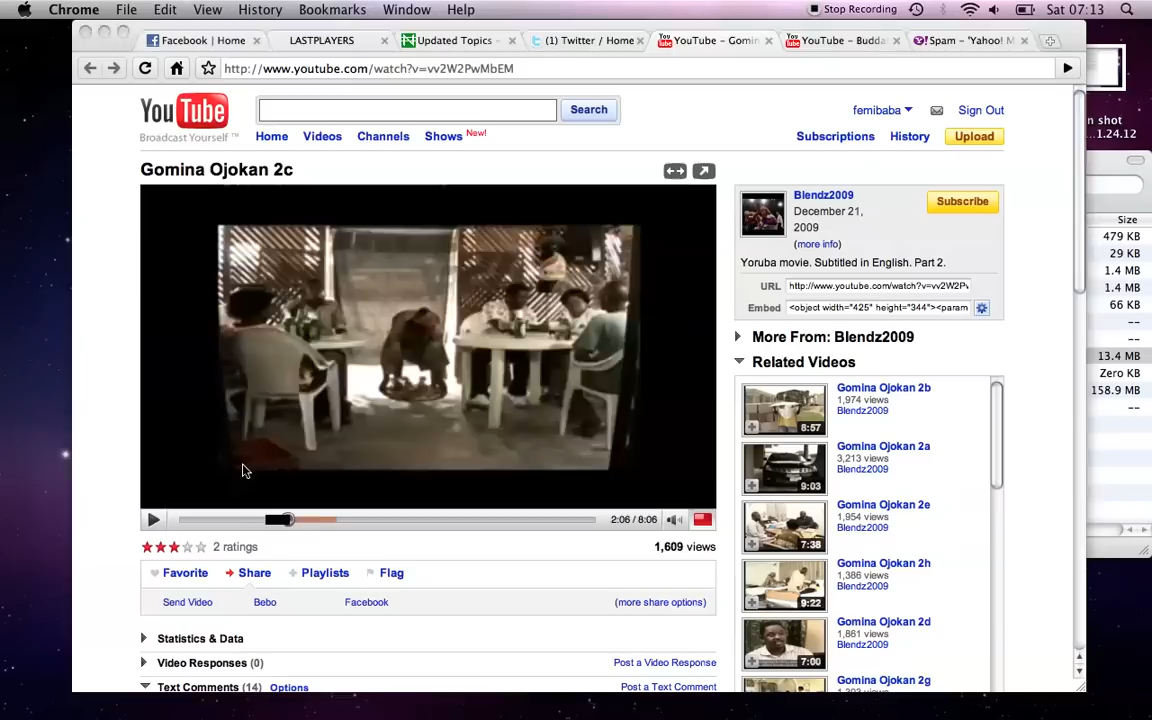 Chrome File Edit View History Bookmarks Window Help Stop Recording Sat 07:13
Facebook | Home LASTPLAYERS Updated Topics - Twitter / Home YouTube - Gomin YouTube - Budda Spam - "Yahoo! M
http://www.youtube.com/watch?v=vv2W2PwMbEM
You Tube Search femibaba Sign Out
Broadcast Yourself ™ Home Videos Channels Shows New! Subscriptions History Upload
n shot
1.24.12
Gomina Ojokan 2c
Blendz2009 Subscribe
December 21,
2009
(more info)
Yoruba movie. Subtitled in English. Part 2.
URL http://www.youtube.com/watch?v=vv2W2Pv
Embed <object width="425" height="344"><param
More From: Blendz2009
Related Videos
Gomina Ojokan 2b
1,974 views
Blendz2009
8:57
Gomina Ojokan 2a
3,213 views
Blendz2009
9:03
Gomina Ojokan 2e
1,954 views
Blendz2009
7:38
Gomina Ojokan 2h
1,386 views
Blendz2009
9:22
Gomina Ojokan 2d
1,861 views
Blendz2009
7:00
Gomina Ojokan 2g
2:06 / 8:06
2 ratings 1,609 views
Favorite Share Playlists Flag
Send Video Bebo Facebook (more share options)
Statistics & Data
Video Responses (0) Post a Video Response
Text Comments (14) Options Post a Text Comment
Size
479 KB
29 KB
1.4 MB
1.4 MB
66 KB
--
--
13.4 MB
Zero KB
158.9 MB
--